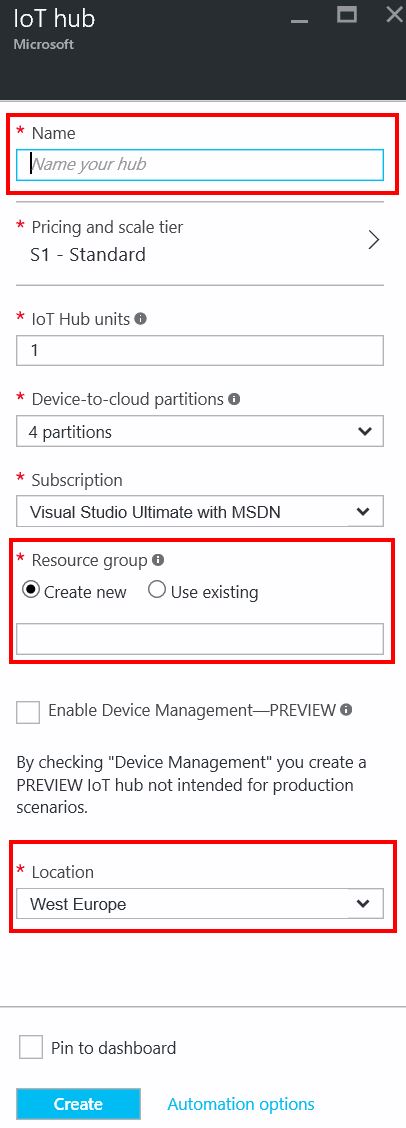 IoT hub
Microsoft
* Name
Name your hub
* Pricing and scale tier
S1 - Standard
* IoT Hub units
1
* Device-to-cloud partitions
4 partitions
* Subscription
Visual Studio Ultimate with MSDN
* Resource group
Create new Use existing
Enable Device Management—PREVIEW
By checking "Device Management" you create a
PREVIEW IoT hub not intended for production
scenarios.
* Location
West Europe
Pin to dashboard
Create Automation options